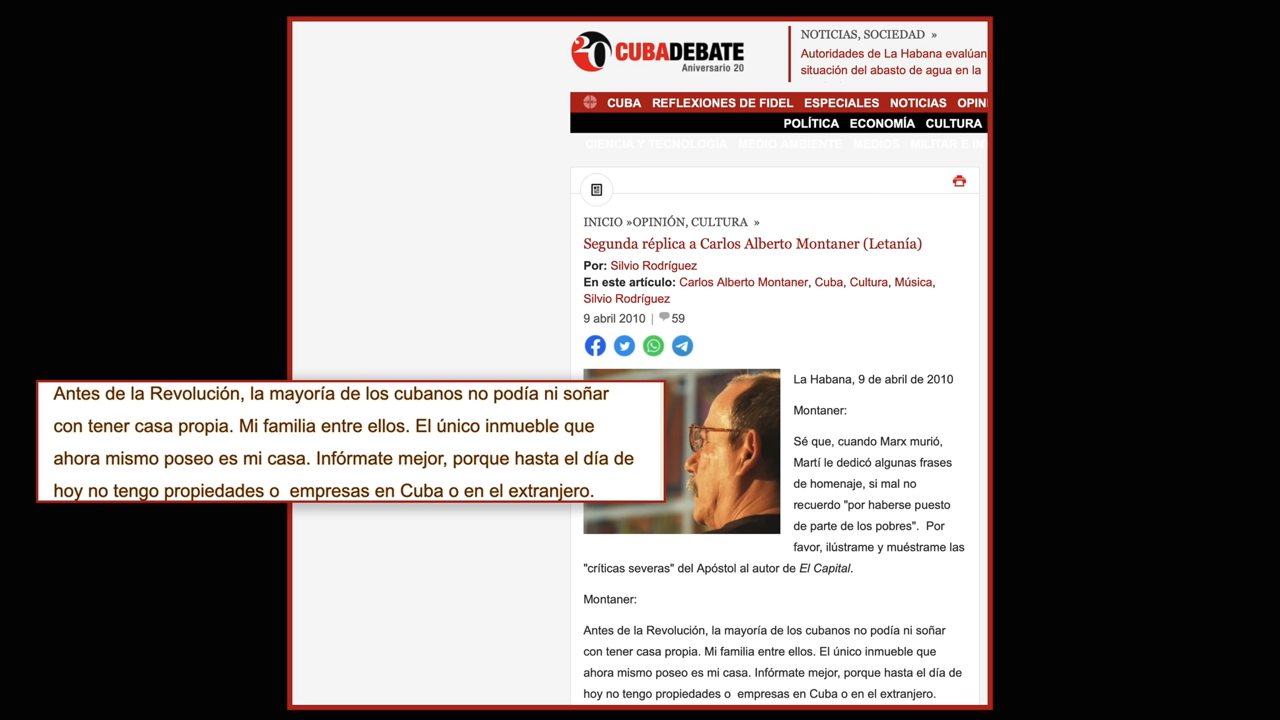 20 CUBADEBATE
Aniversario 20
NOTICIAS, SOCIEDAD »
Autoridades de La Habana evalúan
situación del abasto de agua en la
CUBA REFLEXIONES DE FIDEL ESPECIALES NOTICIAS OPINI
POLÍTICA ECONOMÍA CULTURA
CIENCIA Y TECNOLOGÍA MEDIO AMBIENTE MEDIOS MILITAR E IN
INICIO »OPINIÓN, CULTURA »
Segunda réplica a Carlos Alberto Montaner (Letanía)
Por: Silvio Rodríguez
En este artículo: Carlos Alberto Montaner, Cuba, Cultura, Música,
Silvio Rodríguez
9 abril 2010 | 59
Antes de la Revolución, la mayoría de los cubanos no podía ni soñar
con tener casa propia. Mi familia entre ellos. El único inmueble que
ahora mismo poseo es mi casa. Infórmate mejor, porque hasta el día de
hoy no tengo propiedades o empresas en Cuba o en el extranjero.
La Habana, 9 de abril de 2010
Montaner:
Sé que, cuando Marx murió,
Martí le dedicó algunas frases
de homenaje, si mal no
recuerdo "por haberse puesto
de parte de los pobres". Por
favor, ilústrame y muéstrame las
"críticas severas" del Apóstol al autor de El Capital.
Montaner:
Antes de la Revolución, la mayoría de los cubanos no podía ni soñar
con tener casa propia. Mi familia entre ellos. El único inmueble que
ahora mismo poseo es mi casa. Infórmate mejor, porque hasta el día de
hoy no tengo propiedades o empresas en Cuba o en el extranjero.